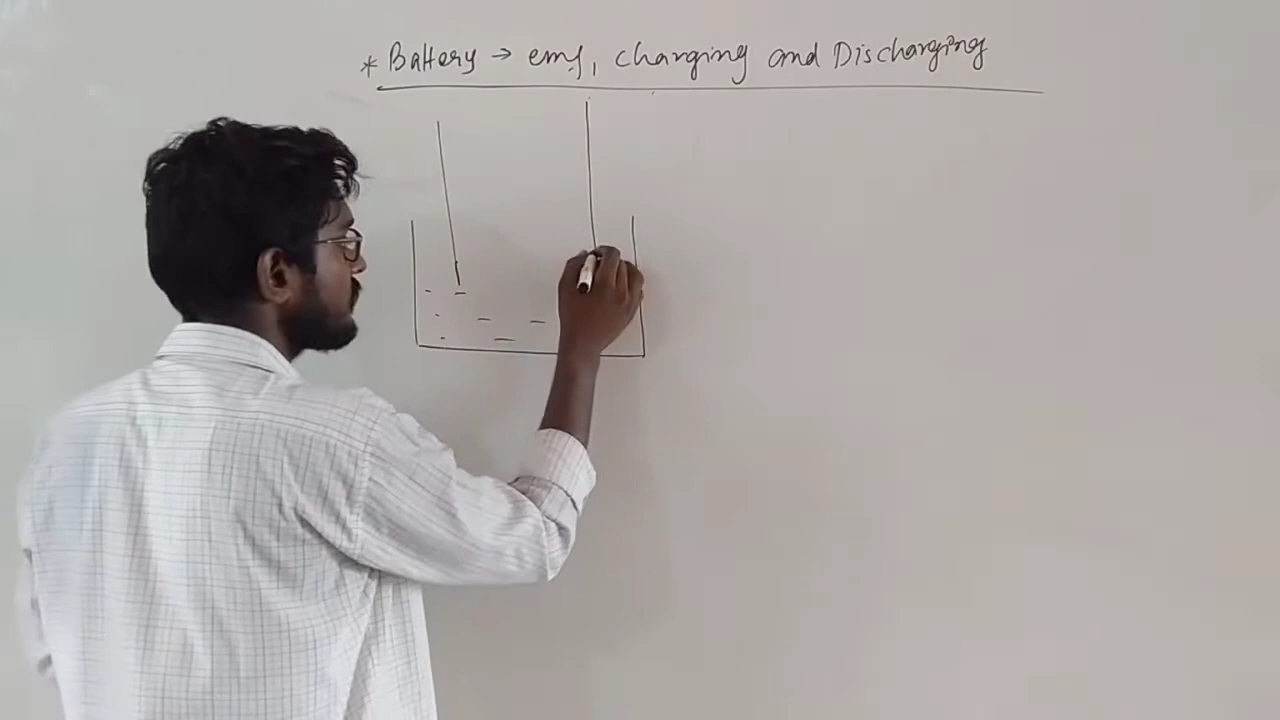 * Battery → emf, charging and Discharging